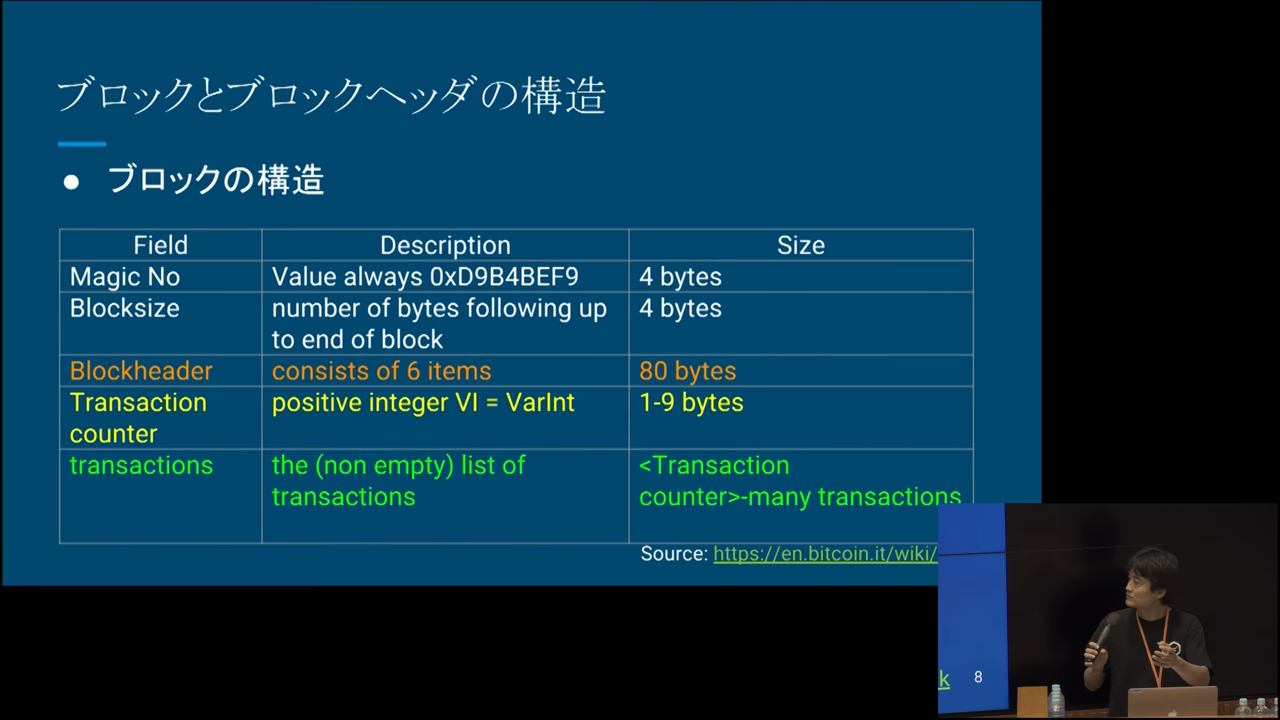 ブロックとブロックヘッダの構造
● ブロックの構造
Field Description Size
Magic No Value always 0xD9B4BEF9 4 bytes
Blocksize number of bytes following up 4 bytes
to end of block
Blockheader consists of 6 items 80 bytes
Transaction positive integer VI = VarInt 1-9 bytes
counter
transactions the (non empty) list of <Transaction
transactions counter>-many transactions
Source: https://en.bitcoin.it/wiki/
k 8